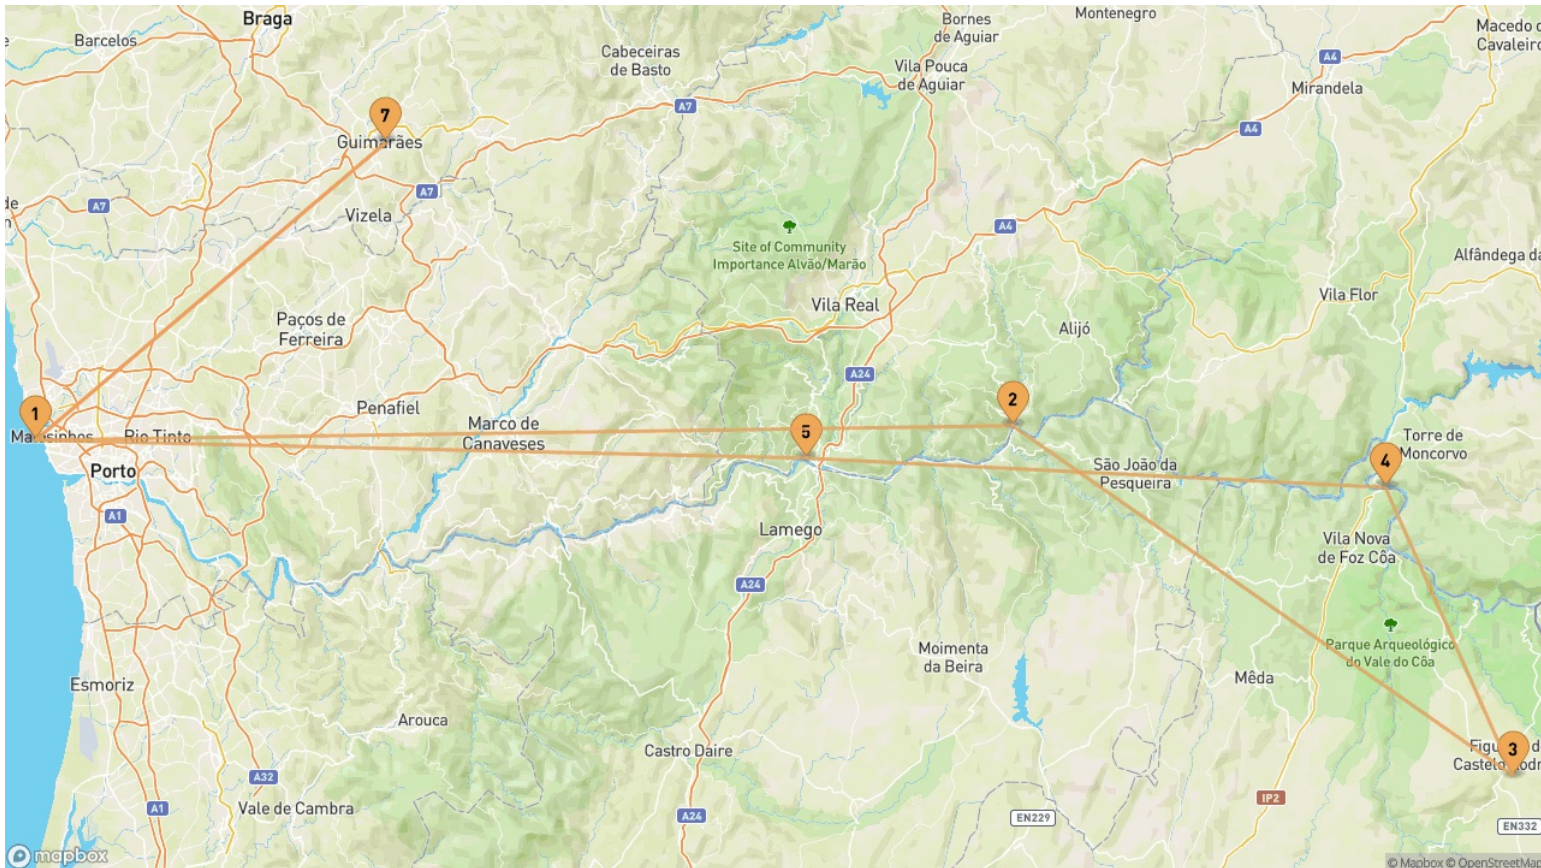 Braga
Barcelos
Cabeceiras
de Basto
Bornes
de Aguiar
Montenegro
Macedo d
Cavaleiro
Vila Pouca
de Aguiar
A4
Mirandela
A7
7
Guimarães
A4
A7
A7
Vizela
Site of Community
Importance Alvão/Marão
A4
Alfândega da
Vila Real
Vila Flor
Paços de
Ferreira
Alijó
A24
Penafiel
1
2
Marco de
Canaveses
5
Rio Tinto
Porto
Torre de
Moncorvo
4
São João da
Pesqueira
A1
Lamego
Vila Nova
de Foz Côa
A24
Parque Arqueológico
do Vale do Côa
Moimenta
da Beira
Mêda
Esmoriz
Arouca
Castro Daire
3
A32
Vale de Cambra
A1
A24
EN229
IP2
EN332
mapbox
© Mapbox © OpenStreetMap